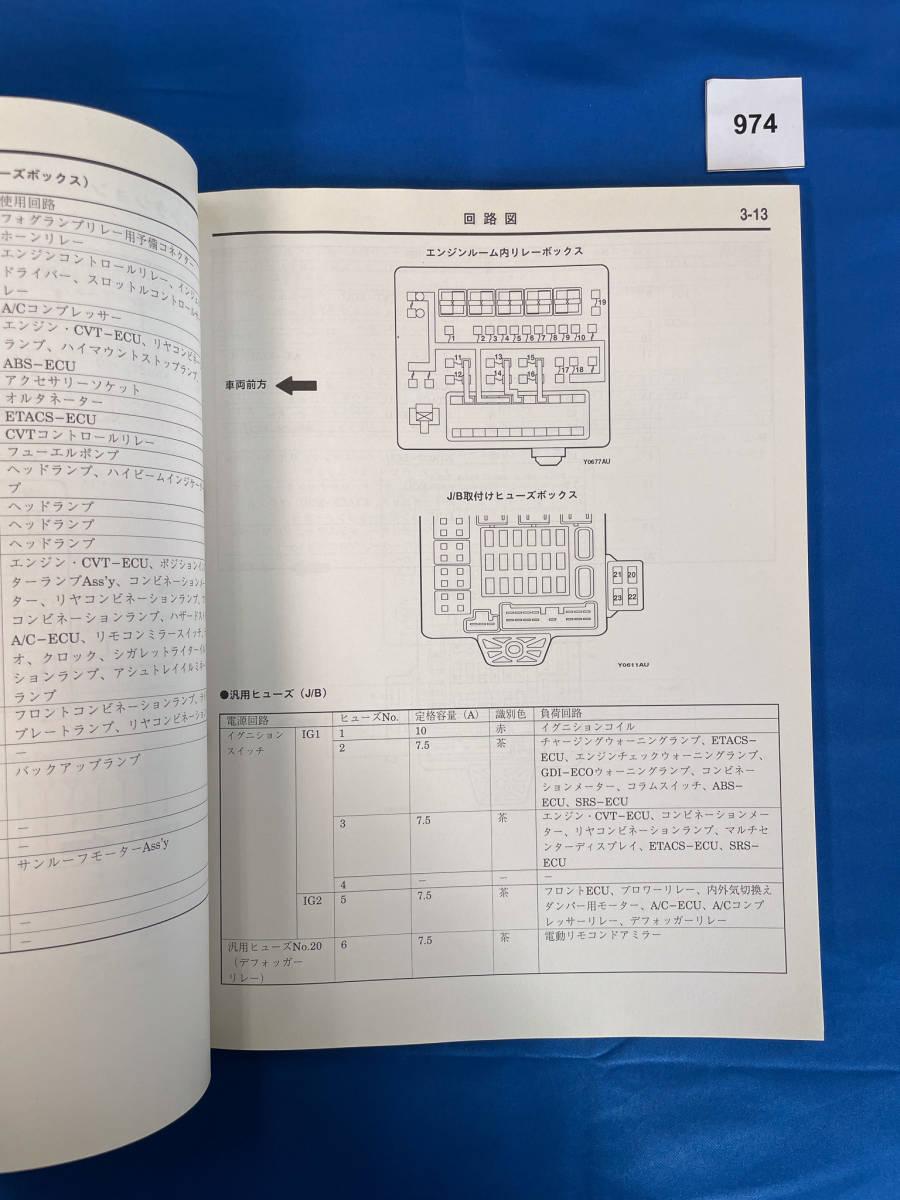 974
ーズボックス）
使用回路
フォグランプリレー用予備コネクター
ホーンリレー
エンジンコントロールリレー、インジェ
ドライバー、スロットルコントロール
レー
A/Cコンプレッサー
エンジン・CVT−ECU、リヤコンビネ
ランプ、ハイマウントストップランプ、
ABS−ECU
アクセサリーソケット
オルタネーター
ETACS−ECU
CVTコントロールリレー
フューエルポンプ
ヘッドランプ、ハイビームインジケー
プ
ヘッドランプ
ヘッドランプ
ヘッドランプ
エンジン・CVT−ECU、ポジション
ターランプAss'y、コンビネーション
ター、リヤコンビネーションランプ、
コンビネーションランプ、ハザードス
A/C−ECU、リモコンミラースイッチ、
オ、クロック、シガレットライター
ションランプ、アシュトレイイルミネ
ランプ
フロントコンビネーションランプ、
プレートランプ、リヤコンビネーショ
−
バックアップランプ
−
−
サンルーフモーターAss'y
−
−
回路図
3-13
エンジンルーム内リレーボックス
19
1 2 3 4 5 6 7 8 9 10
11 13 15
12 14 16 17 18
車両前方
Y0677AU
J/B取付けヒューズボックス
21 20
23 22
Y0611AU
●汎用ヒューズ（J/B）
電源回路 ヒューズNo. 定格容量（A） 識別色 負荷回路
イグニション IG1 1 10 赤 イグニションコイル
スイッチ 2 7.5 茶 チャージングウォーニングランプ、ETACS−
ECU、エンジンチェックウォーニングランプ、
GDI−ECOウォーニングランプ、コンビネー
ションメーター、コラムスイッチ、ABS−
ECU、SRS−ECU
3 7.5 茶 エンジン・CVT−ECU、コンビネーションメー
ター、リヤコンビネーションランプ、マルチセ
ンターディスプレイ、ETACS−ECU、SRS−
ECU
4 − − −
IG2 5 7.5 茶 フロントECU、ブロワーリレー、内外気切換え
ダンパー用モーター、A/C−ECU、A/Cコンプ
レッサーリレー、デフォッガーリレー
汎用ヒューズNo.20 6 7.5 茶 電動リモコンドアミラー
（デフォッガー
リレー）